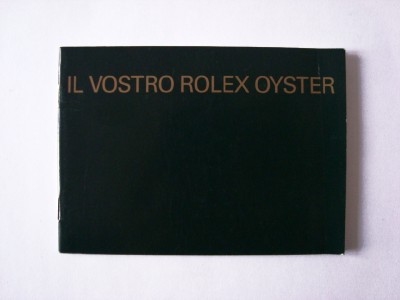 IL VOSTRO ROLEX OYSTER